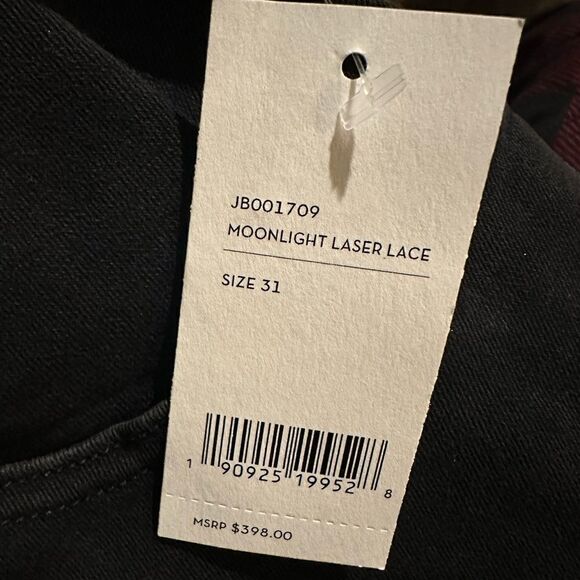 JB001709
MOONLIGHT LASER LACE
SIZE 31
1 90925 19952 8
MSRP $398.00